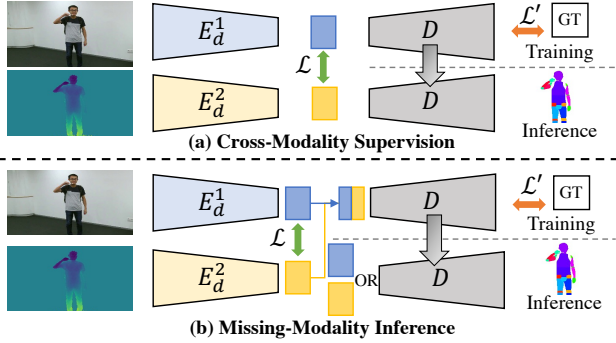 E_d^1
D
ℒ′
GT
ℒ
Training
E_d^2
D
Inference
(a) Cross-Modality Supervision
E_d^1
D
ℒ′
GT
ℒ
Training
E_d^2
OR
D
Inference
(b) Missing-Modality Inference